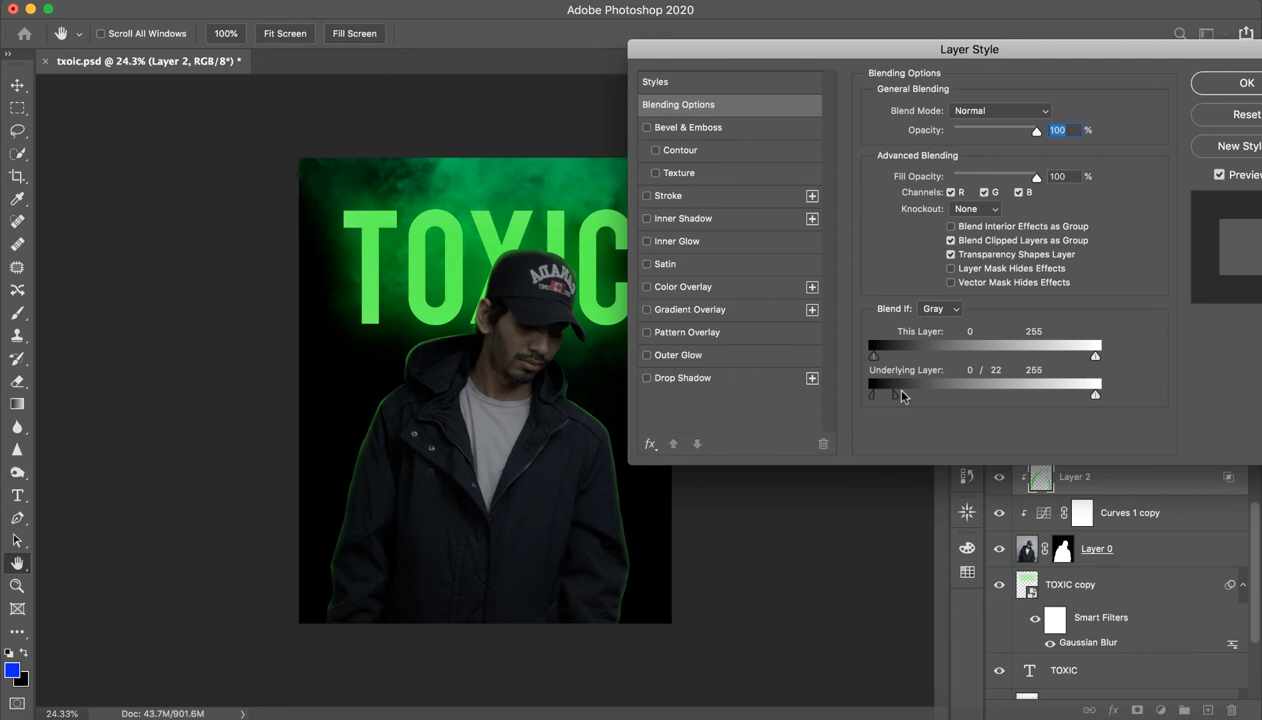 Adobe Photoshop 2020
Scroll All Windows
100%
Fit Screen
Fill Screen
txoic.psd @ 24.3% (Layer 2, RGB/8*) *
Layer Style
Styles
Blending Options
Bevel & Emboss
Contour
Texture
Stroke
Inner Shadow
Inner Glow
Satin
Color Overlay
Gradient Overlay
Pattern Overlay
Outer Glow
Drop Shadow
fx
Blending Options
General Blending
Blend Mode: Normal
Opacity: 100 %
Advanced Blending
Fill Opacity: 100 %
Channels: R G B
Knockout: None
Blend Interior Effects as Group
Blend Clipped Layers as Group
Transparency Shapes Layer
Layer Mask Hides Effects
Vector Mask Hides Effects
Blend If: Gray
This Layer: 0 255
Underlying Layer: 0 / 22 255
OK
Reset
New Styl
Preview
TOXIC
Layer 2
Curves 1 copy
Layer 0
TOXIC copy
Smart Filters
Gaussian Blur
T TOXIC
fx
24.33%
Doc: 43.7M/901.6M